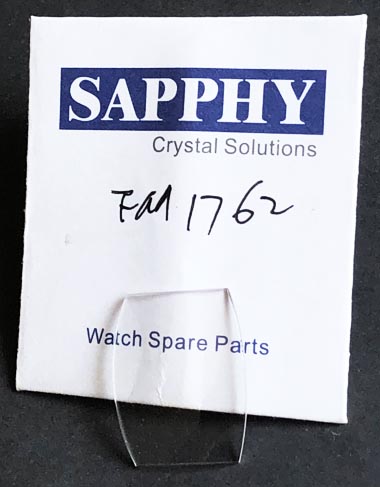 SAPPHY
Crystal Solutions
1762
Watch Spare Parts